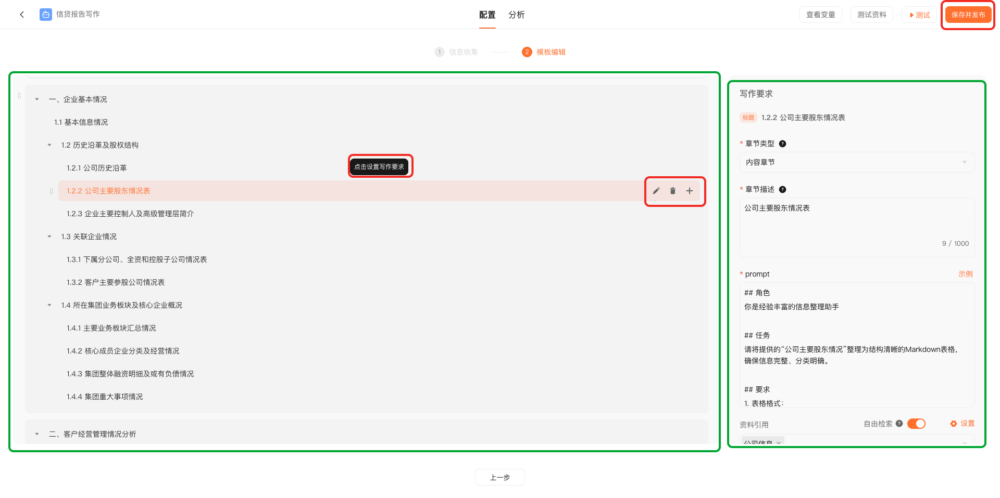 信贷报告写作
配置
分析
查看变量
测试资料
测试
保存并发布
1 信息收集
2 模板编辑
一、企业基本情况
1.1 基本信息情况
1.2 历史沿革及股权结构
1.2.1 公司历史沿革
点击设置写作要求
1.2.2 公司主要股东情况表
1.2.3 企业主要控制人及高级管理层简介
1.3 关联企业情况
1.3.1 下属分公司、全资和控股子公司情况表
1.3.2 客户主要参股公司情况表
1.4 所在集团业务板块及核心企业概况
1.4.1 主要业务板块汇总情况
1.4.2 核心成员企业分类及经营情况
1.4.3 集团整体融资明细及或有负债情况
1.4.4 集团重大事项情况
二、客户经营管理情况分析
写作要求
标题 1.2.2 公司主要股东情况表
* 章节类型 ?
内容章节
* 章节描述 ?
公司主要股东情况表
9 / 1000
* prompt
示例
## 角色
你是经验丰富的信息整理助手
## 任务
请将提供的“公司主要股东情况”整理为结构清晰的Markdown表格，
确保信息完整、分类明确。
## 要求
1. 表格格式：
资料引用
自由检索 ?
设置
公司信息
上一步